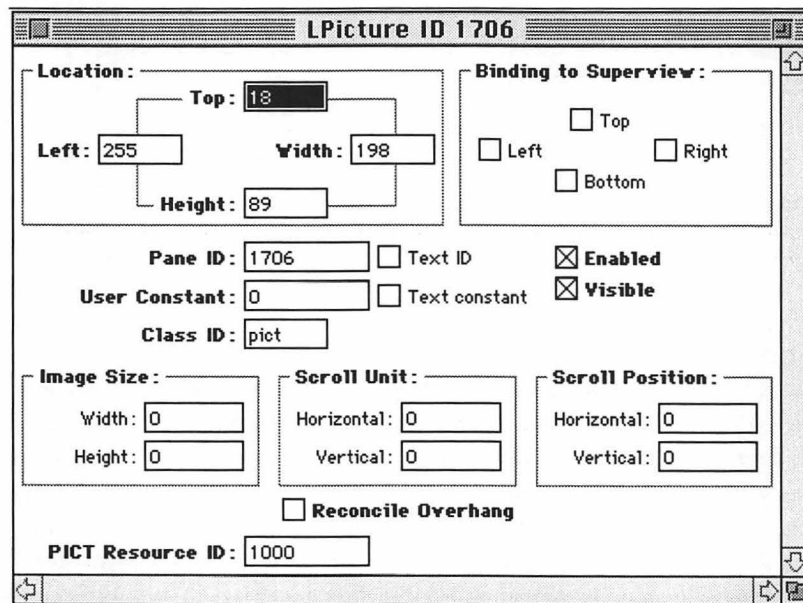 LPicture ID 1706
Location:
Top: 18
Left: 255
Width: 198
Height: 89
Binding to Superview:
Top
Left
Right
Bottom
Pane ID: 1706
Text ID
Enabled
User Constant: 0
Text constant
Visible
Class ID: pict
Image Size:
Width: 0
Height: 0
Scroll Unit:
Horizontal: 0
Vertical: 0
Scroll Position:
Horizontal: 0
Vertical: 0
Reconcile Overhang
PICT Resource ID: 1000